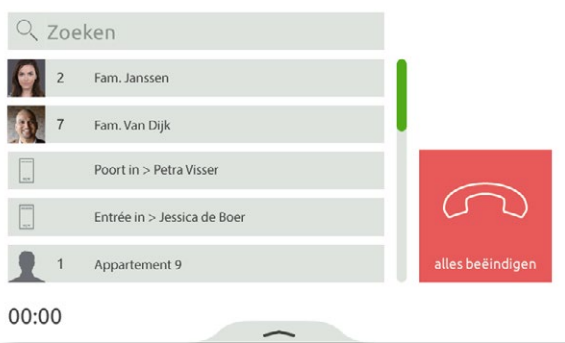 Zoeken
2 Fam. Janssen
7 Fam. Van Dijk
Poort in > Petra Visser
Entrée in > Jessica de Boer
1 Appartement 9
alles beëindigen
00:00